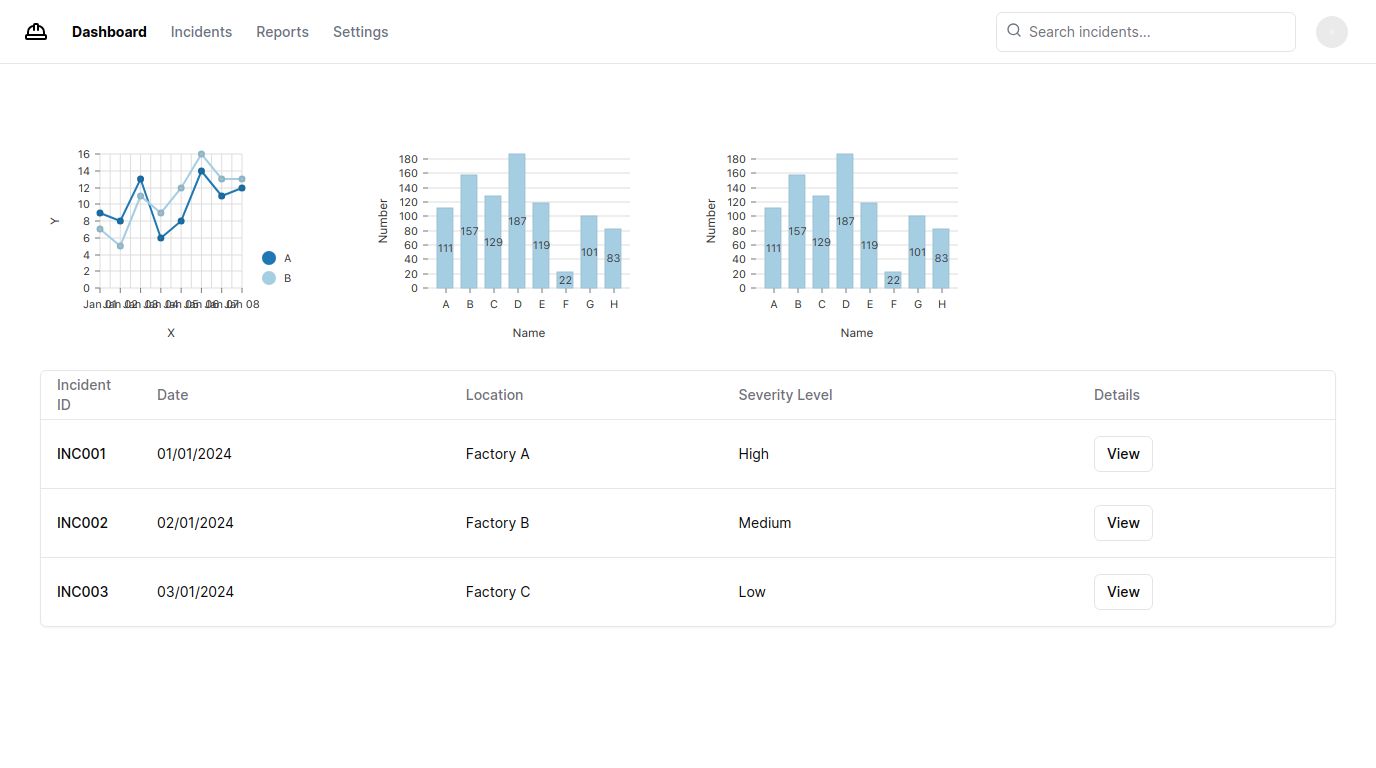 Dashboard Incidents Reports Settings Search incidents...
16
14
12
10
8
6
4
2
0
Y
Jan 01 Jan 02 Jan 03 Jan 04 Jan 05 Jan 06 Jan 07 Jan 08
X
A
B
180
160
140
120
100
80
60
40
20
0
Number
111 157 129 187 119 22 101 83
A B C D E F G H
Name
180
160
140
120
100
80
60
40
20
0
Number
111 157 129 187 119 22 101 83
A B C D E F G H
Name
Incident
ID
Date Location Severity Level Details
INC001 01/01/2024 Factory A High View
INC002 02/01/2024 Factory B Medium View
INC003 03/01/2024 Factory C Low View